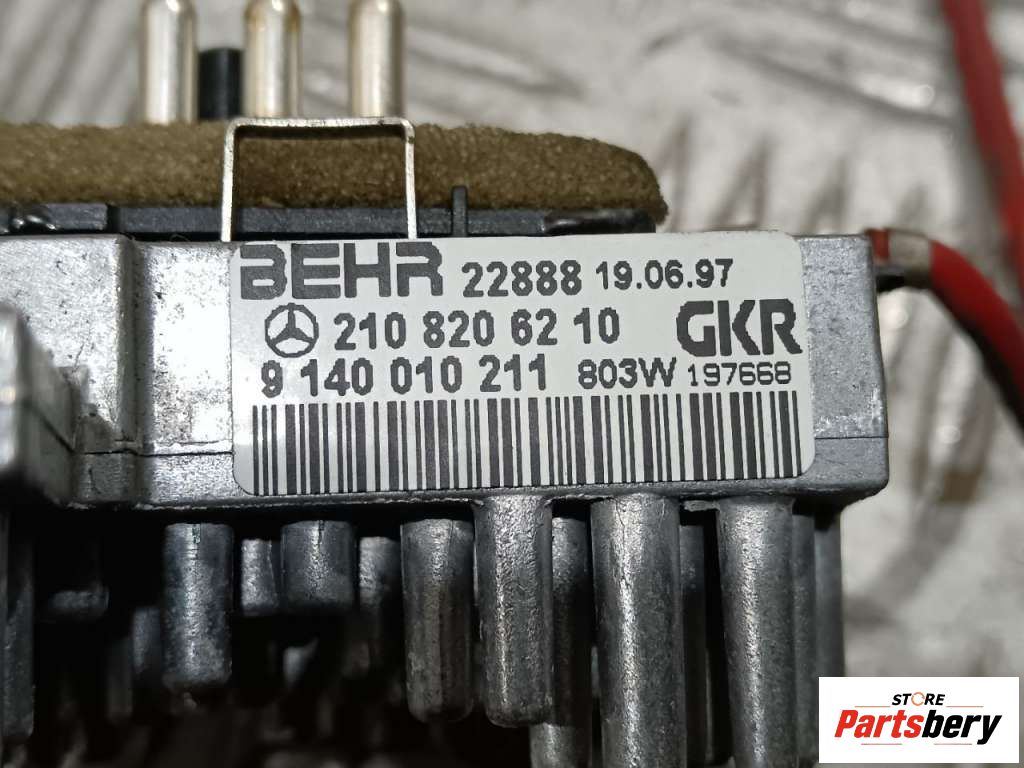 BEHR 22888 19.06.97
210 820 62 10 GKR
9 140 010 211 803W 197668
STORE
Partsbery